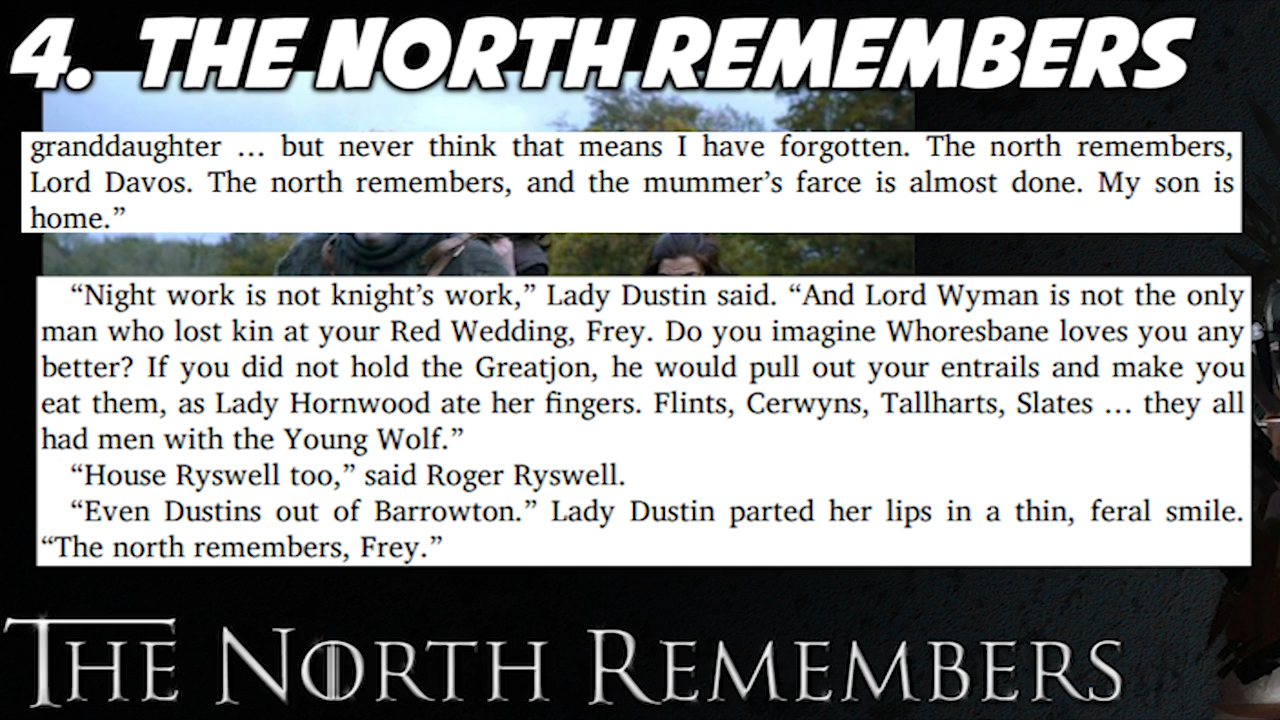 4. THE NORTH REMEMBERS
granddaughter … but never think that means I have forgotten. The north remembers,
Lord Davos. The north remembers, and the mummer’s farce is almost done. My son is
home.”
“Night work is not knight’s work,” Lady Dustin said. “And Lord Wyman is not the only
man who lost kin at your Red Wedding, Frey. Do you imagine Whoresbane loves you any
better? If you did not hold the Greatjon, he would pull out your entrails and make you
eat them, as Lady Hornwood ate her fingers. Flints, Cerwyns, Tallharts, Slates … they all
had men with the Young Wolf.”
“House Ryswell too,” said Roger Ryswell.
“Even Dustins out of Barrowton.” Lady Dustin parted her lips in a thin, feral smile.
“The north remembers, Frey.”
THE NORTH REMEMBERS